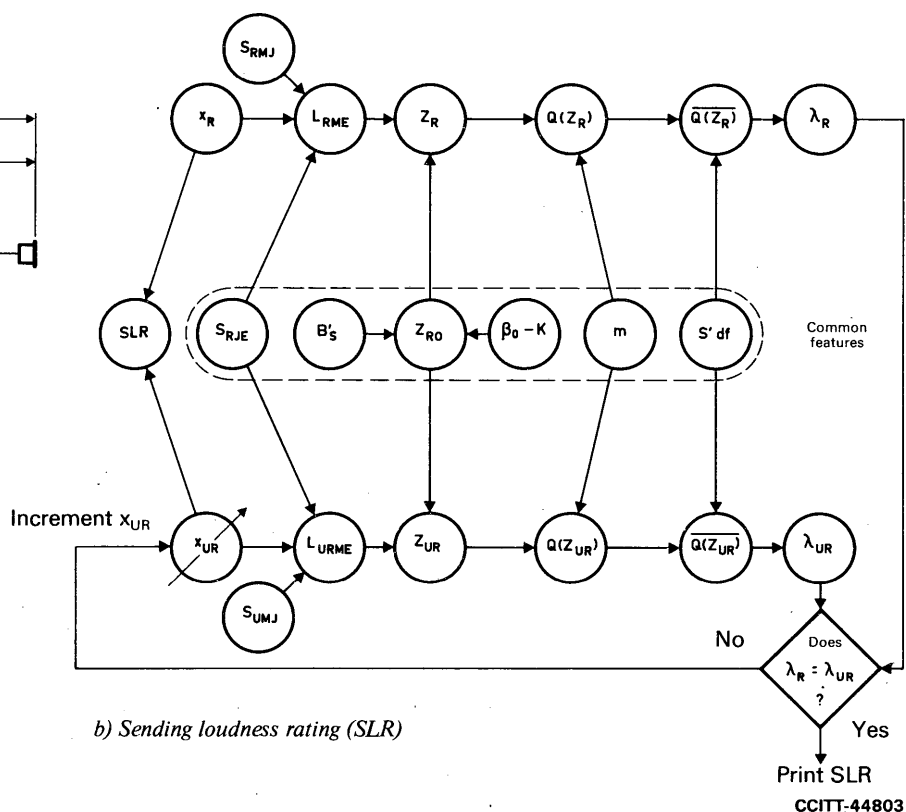 S_RMJ
x_R
L_RME
Z_R
Q(Z_R)
Q(Z_R)
λ_R
SLR
S_RJE
B'_S
Z_RO
β_0 − K
m
S' df
Common
features
Increment x_UR
x_UR
L_URME
Z_UR
Q(Z_UR)
Q(Z_UR)
λ_UR
S_UMJ
No
Does
λ_R = λ_UR
?
b) Sending loudness rating (SLR)
Yes
Print SLR
CCITT-44803